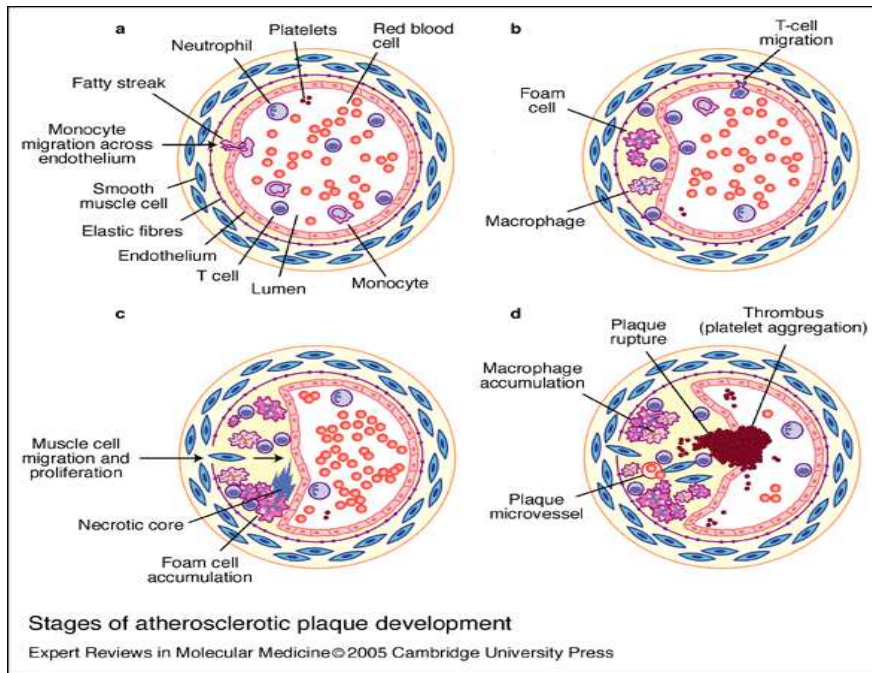 a
Neutrophil
Platelets
Red blood
cell
Fatty streak
Monocyte
migration across
endothelium
Smooth
muscle cell
Elastic fibres
Endothelium
T cell
Lumen
Monocyte
b
T-cell
migration
Foam
cell
Macrophage
c
Muscle cell
migration and
proliferation
Necrotic core
Foam cell
accumulation
d
Plaque
rupture
Thrombus
(platelet aggregation)
Macrophage
accumulation
Plaque
microvessel
Stages of atherosclerotic plaque development
Expert Reviews in Molecular Medicine©2005 Cambridge University Press